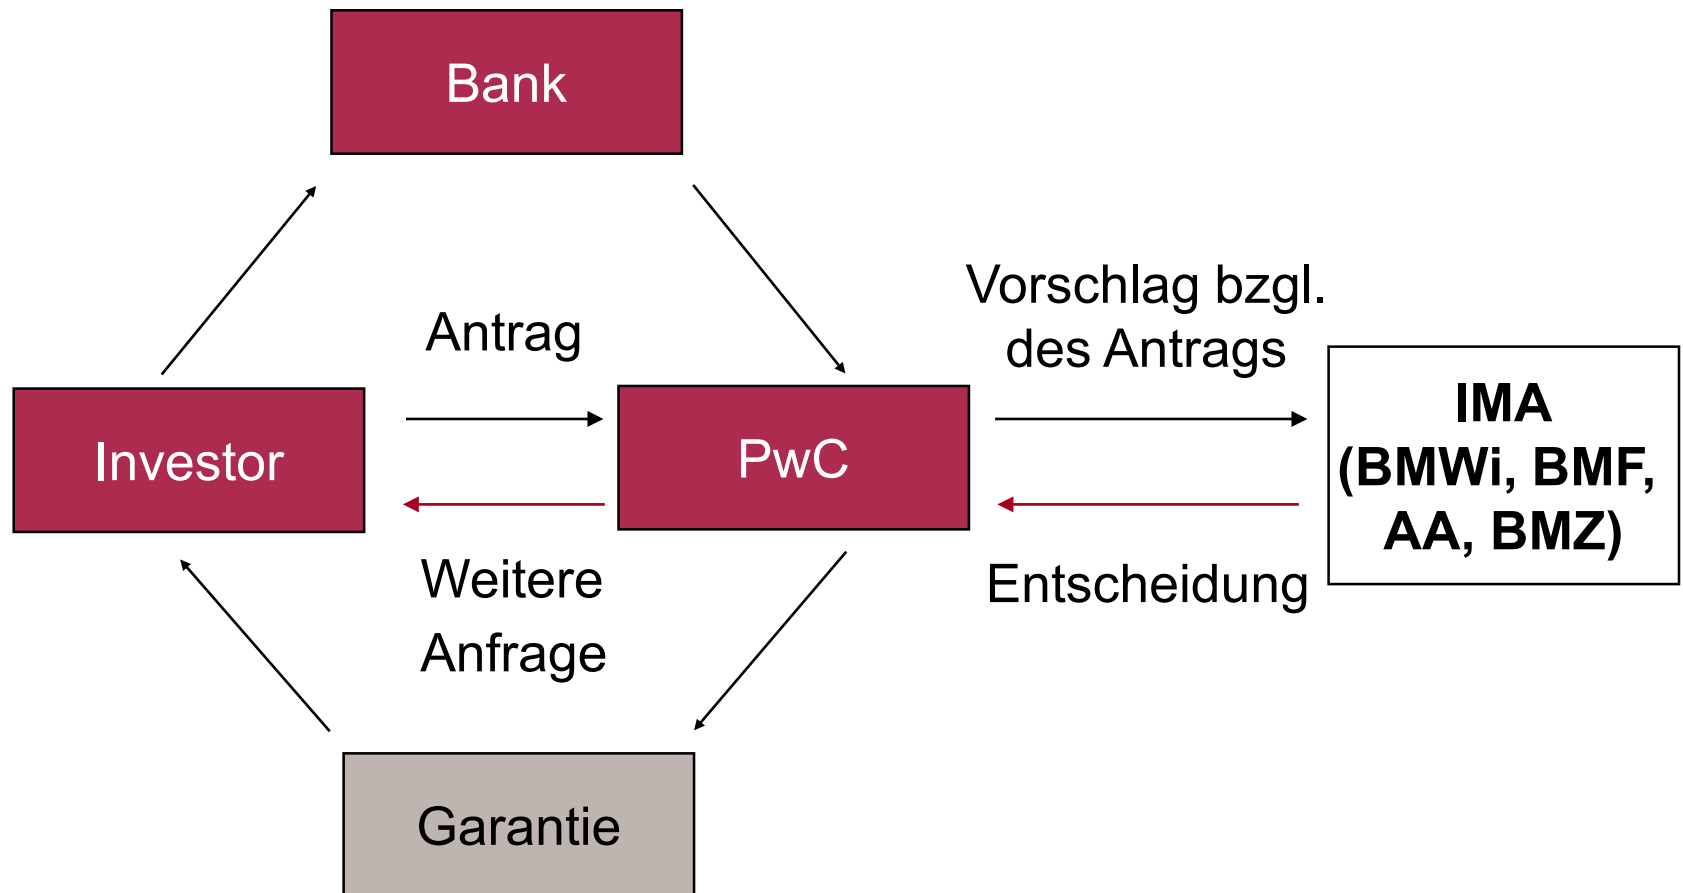 Bank
Vorschlag bzgl.
des Antrags
Antrag
Investor
PwC
IMA
(BMWi, BMF,
AA, BMZ)
Weitere
Anfrage
Entscheidung
Garantie